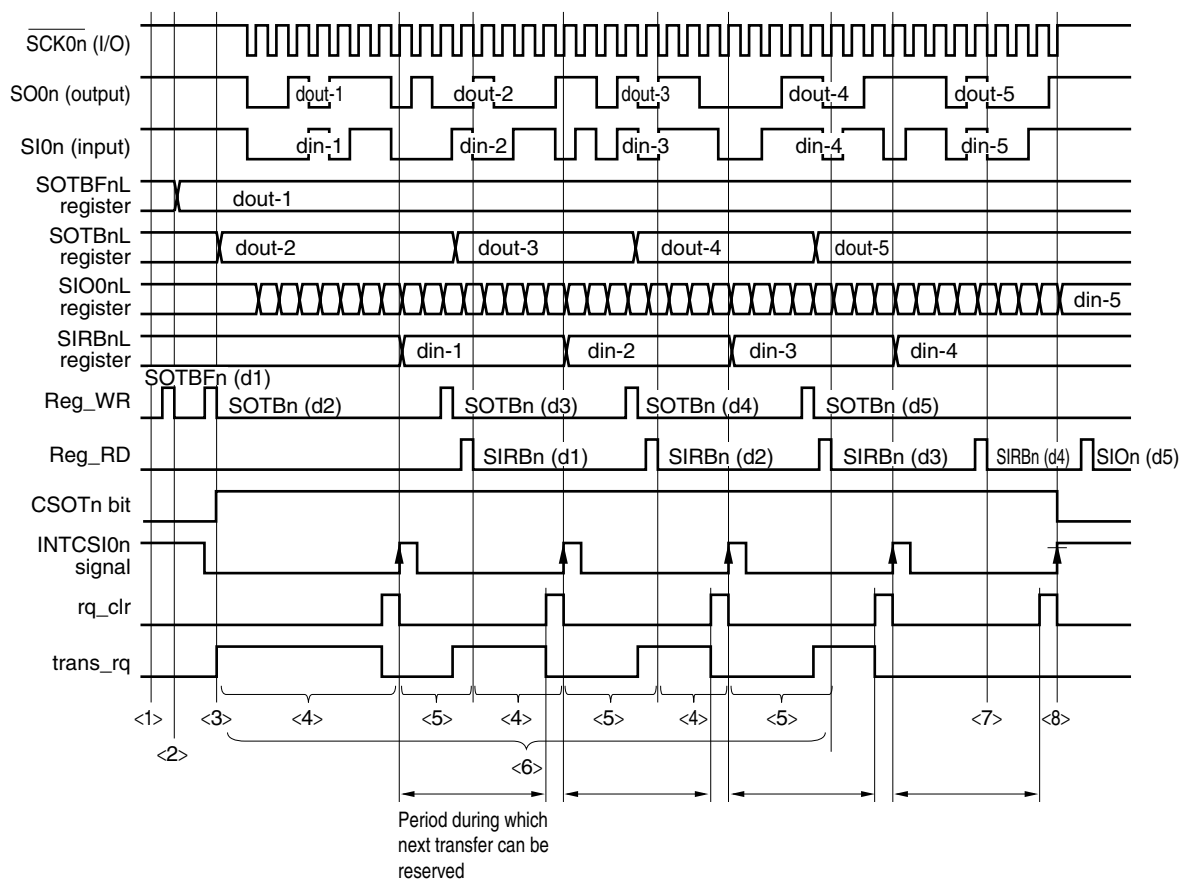 SCK0n (I/O)
SO0n (output)
dout-1
dout-2
dout-3
dout-4
dout-5
SI0n (input)
din-1
din-2
din-3
din-4
din-5
SOTBFnL
register
dout-1
SOTBnL
register
dout-2
dout-3
dout-4
dout-5
SIO0nL
register
din-5
SIRBnL
register
din-1
din-2
din-3
din-4
SOTBFn (d1)
Reg_WR
SOTBn (d2)
SOTBn (d3)
SOTBn (d4)
SOTBn (d5)
Reg_RD
SIRBn (d1)
SIRBn (d2)
SIRBn (d3)
SIRBn (d4)
SIOn (d5)
CSOTn bit
INTCSI0n
signal
rq_clr
trans_rq
<1>
<3>
<4>
<5>
<4>
<5>
<4>
<5>
<7>
<8>
<2>
<6>
Period during which
next transfer can be
reserved